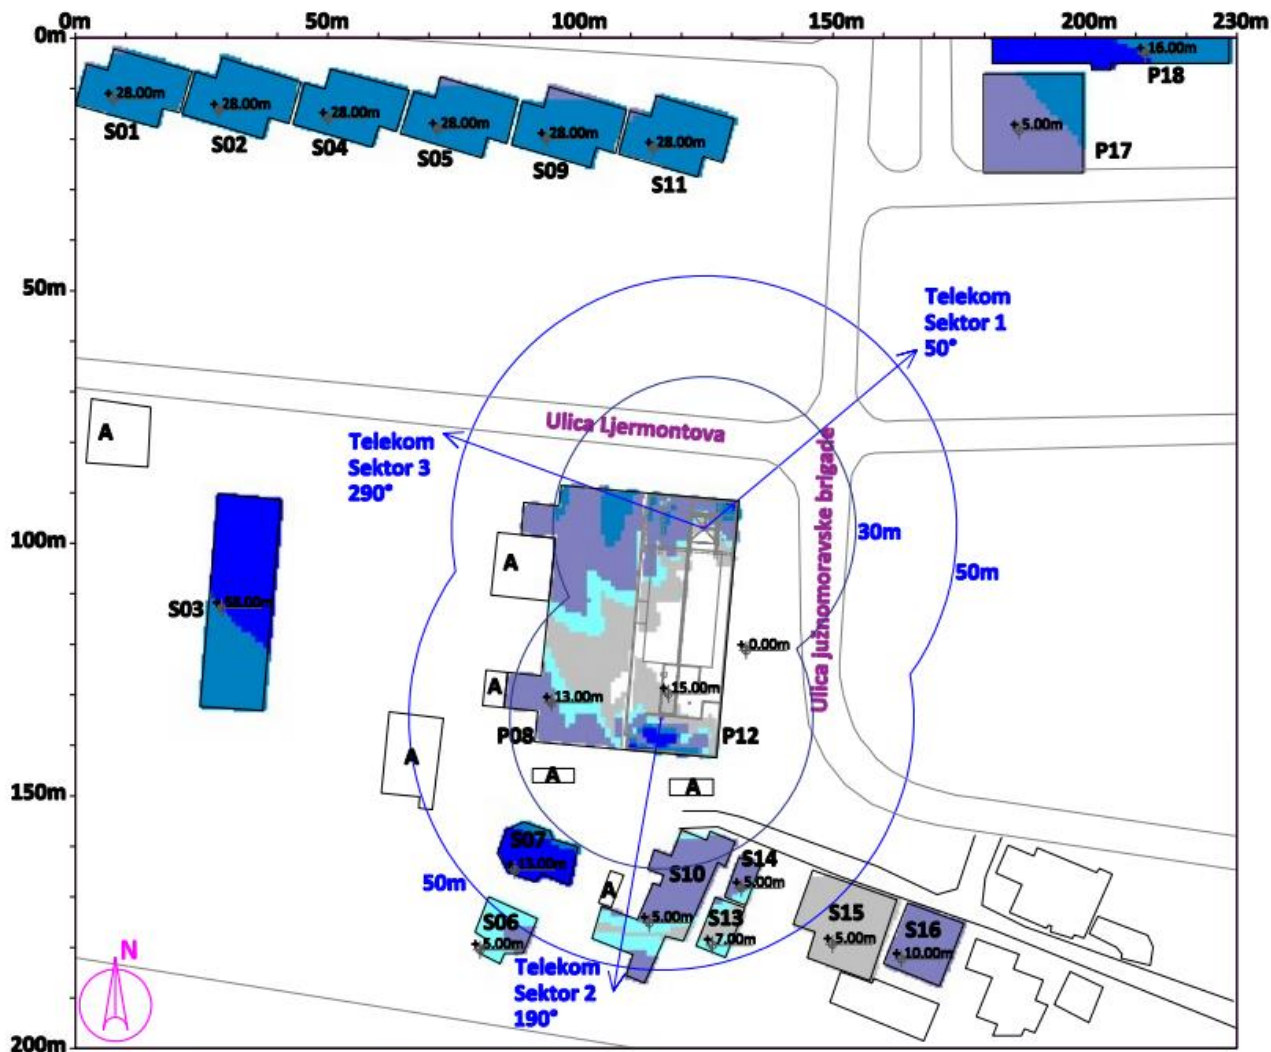 0m
50m
100m
150m
200m
230m
0m
16.00m
P18
28.00m
S01
28.00m
S02
28.00m
S04
28.00m
S05
28.00m
S09
28.00m
S11
5.00m
P17
50m
Telekom
Sektor 1
50°
Ulica Ljermontova
Ulica južnomoravske brigade
A
Telekom
Sektor 3
290°
100m
A
30m
50m
S03
0.00m
A
13.00m
15.00m
P08
P12
A
A
A
150m
S07
13.00m
S10
S14
5.00m
50m
A
5.00m
S13
7.00m
S15
5.00m
S16
10.00m
S06
5.00m
N
Telekom
Sektor 2
190°
200m